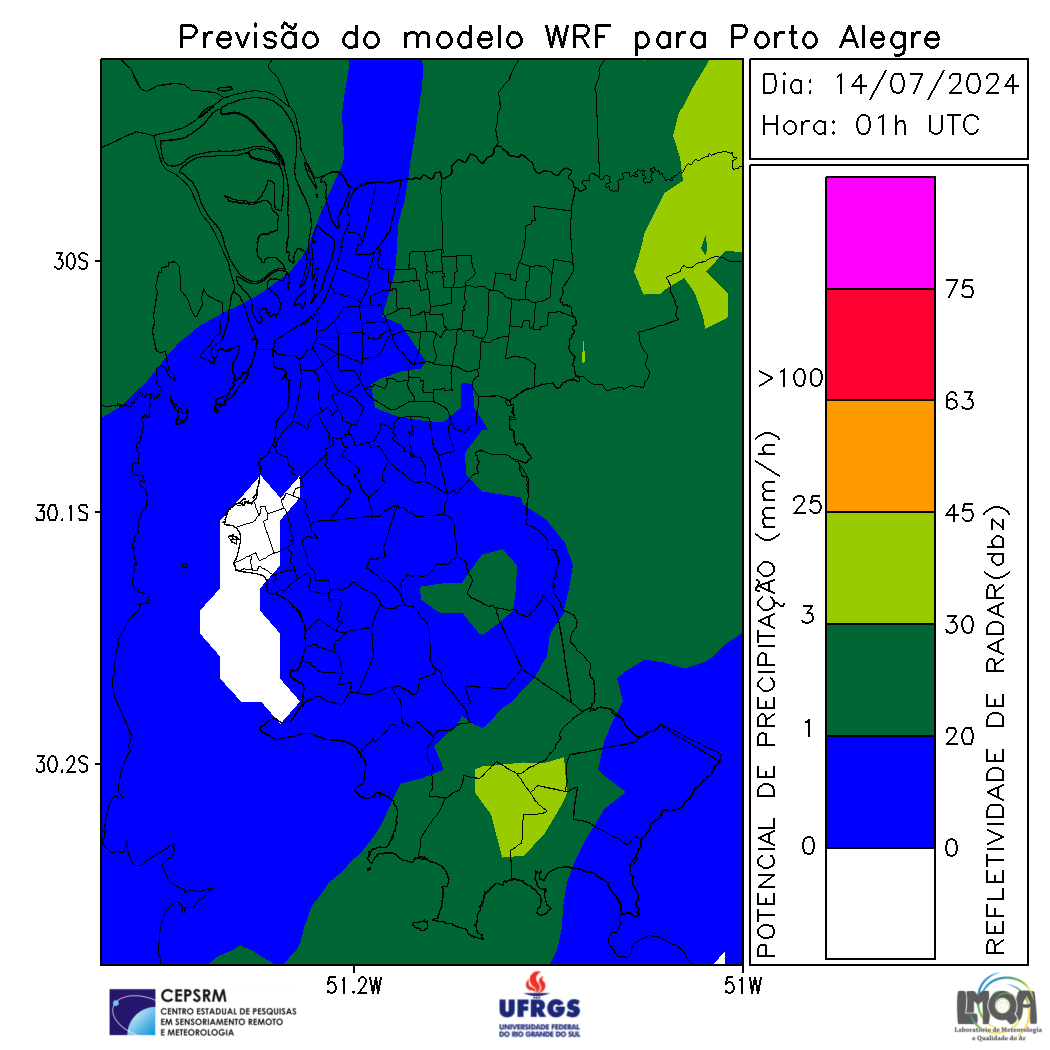 Previsão do modelo WRF para Porto Alegre
Dia: 14/07/2024
Hora: 01h UTC
30S
30.1S
30.2S
51.2W
51W
POTENCIAL DE PRECIPITAÇÃO (mm/h)
>100
25
3
1
0
75
63
45
30
20
0
REFLETIVIDADE DE RADAR(dbz)
CEPSRM
CENTRO ESTADUAL DE PESQUISAS
EM SENSORIAMENTO REMOTO
E METEOROLOGIA
UFRGS
UNIVERSIDADE FEDERAL
DO RIO GRANDE DO SUL
LMQA
Laboratório de Meteorologia
e Qualidade do Ar